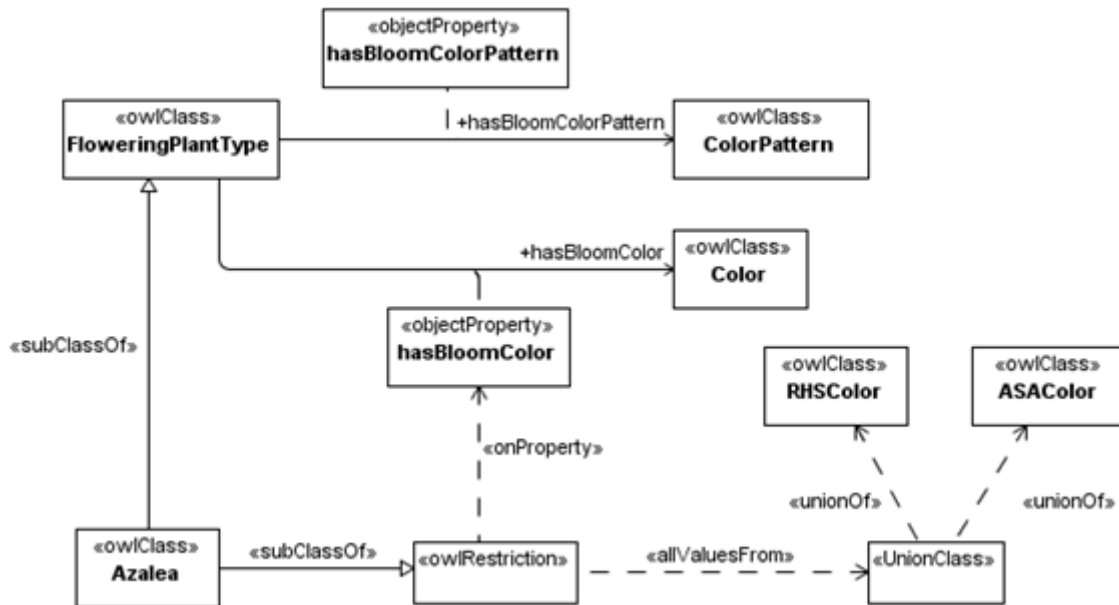 «objectProperty»
hasBloomColorPattern
«owlClass»
FloweringPlantType
+hasBloomColorPattern
«owlClass»
ColorPattern
+hasBloomColor
«owlClass»
Color
«objectProperty»
hasBloomColor
«subClassOf»
«owlClass»
RHSColor
«owlClass»
ASAColor
«onProperty»
«unionOf»
«unionOf»
«owlClass»
Azalea
«subClassOf»
«owlRestriction»
«allValuesFrom»
«UnionClass»